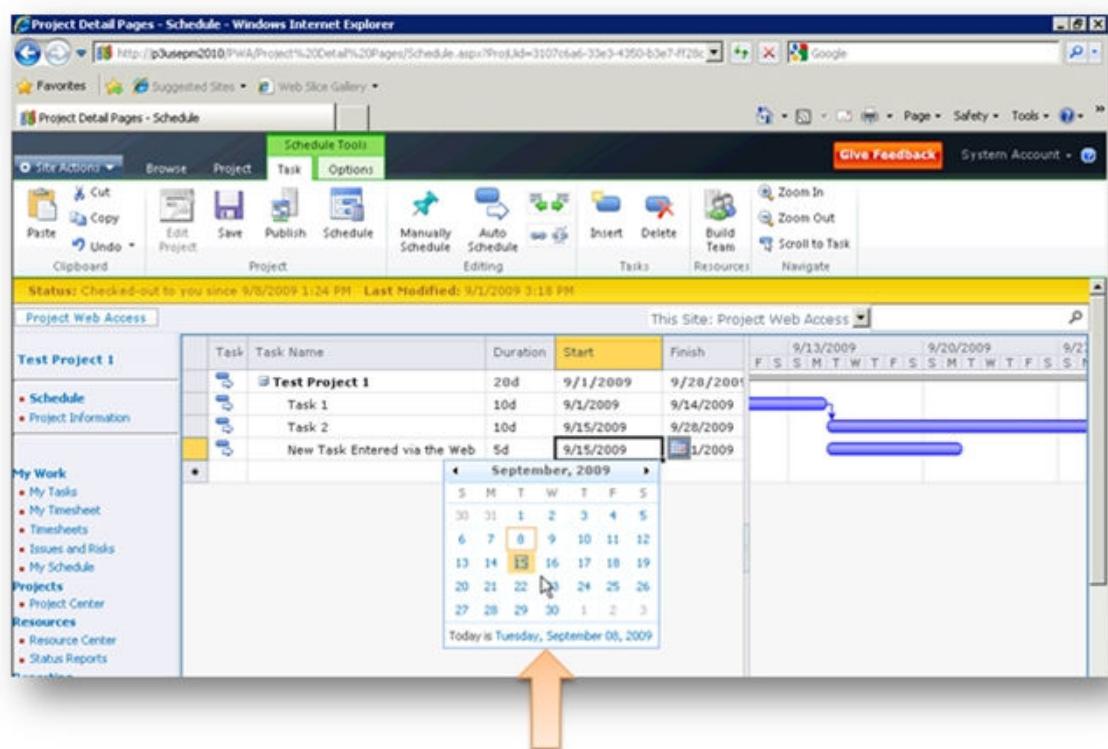 Project Detail Pages - Schedule - Windows Internet Explorer
Google
Favorites Suggested Sites Web Slice Gallery
Project Detail Pages - Schedule
Page Safety Tools
Schedule Tools
Site Actions Browse Project Task Options
Give Feedback System Account
Cut
Copy
Undo
Paste
Edit Project
Save
Publish
Schedule
Manually Schedule
Auto Schedule
Insert
Delete
Build Team
Zoom In
Zoom Out
Scroll to Task
Clipboard Project Editing Tasks Resources Navigate
Status: Checked-out to you since 9/8/2009 1:24 PM Last Modified: 9/1/2009 3:18 PM
Project Web Access This Site: Project Web Access
Test Project 1
Schedule
Project Information
My Work
My Tasks
My Timesheet
Timesheets
Issues and Risks
My Schedule
Projects
Project Center
Resources
Resource Center
Status Reports
Task Task Name Duration Start Finish
9/13/2009 9/20/2009
F S S M T W T F S S M T W T F S S
Test Project 1 20d 9/1/2009 9/28/2009
Task 1 10d 9/1/2009 9/14/2009
Task 2 10d 9/15/2009 9/28/2009
New Task Entered via the Web 5d 9/15/2009 1/2009
September, 2009
S M T W T F S
30 31 1 2 3 4 5
6 7 8 9 10 11 12
13 14 15 16 17 18 19
20 21 22 24 25 26
27 28 29 30 1 2 3
Today is Tuesday, September 08, 2009